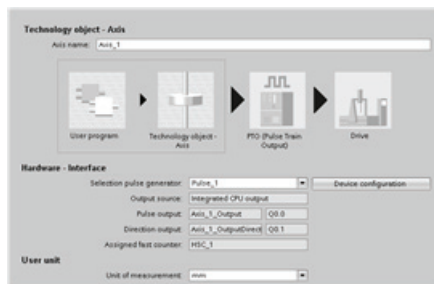 Technology object - Axis
Axis name: Axis_1
User program
Technology object -
Axis
PTO (Pulse Train
Output)
Drive
Hardware - Interface
Selection pulse generator: Pulse_1
Device configuration
Output source: Integrated CPU output
Pulse output: Axis_1_Output Q0.0
Direction output: Axis_1_OutputDirect Q0.1
Assigned fast counter: HSC_1
User unit
Unit of measurement: mm